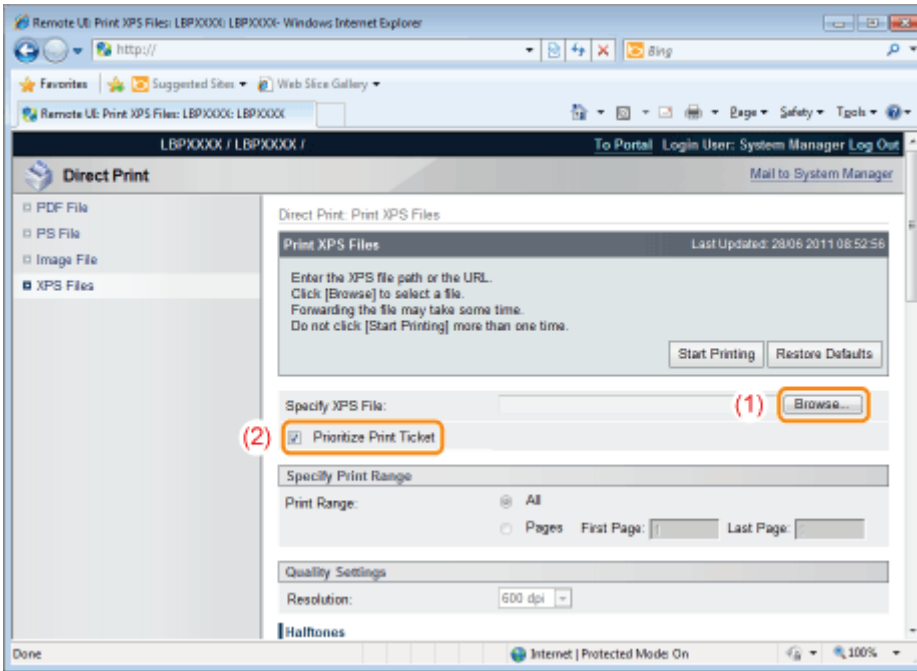 Remote UI: Print XPS Files: LBPXXXX: LBPXXXX- Windows Internet Explorer
http://
Bing
Favorites Suggested Sites Web Slice Gallery
Remote UI: Print XPS Files: LBPXXXX: LBPXXXX
Page Safety Tools
LBPXXXX / LBPXXXX /
To Portal Login User: System Manager Log Out
Direct Print
Mail to System Manager
PDF File
PS File
Image File
XPS Files
Direct Print: Print XPS Files
Print XPS Files Last Updated: 28/06 2011 08:52:56
Enter the XPS file path or the URL.
Click [Browse] to select a file.
Forwarding the file may take some time.
Do not click [Start Printing] more than one time.
Start Printing Restore Defaults
Specify XPS File: (1) Browse...
(2) Prioritize Print Ticket
Specify Print Range
Print Range: All
Pages First Page: Last Page:
Quality Settings
Resolution: 600 dpi
Halftones
Done Internet | Protected Mode: On 100%